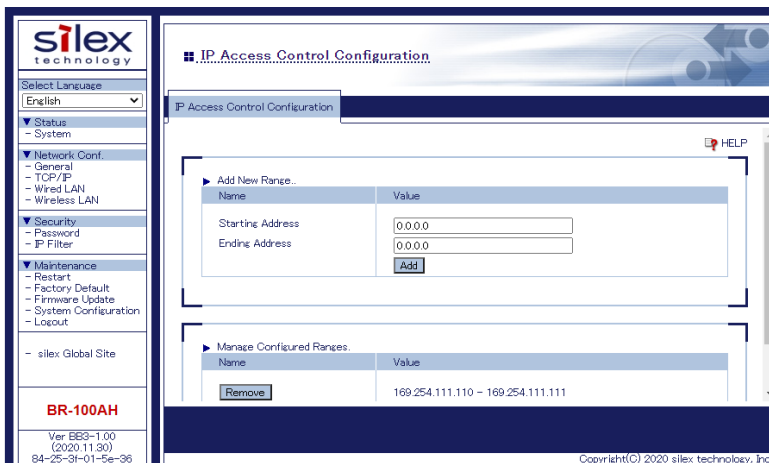 silex
technology
Select Language
English
▼ Status
- System
▼ Network Conf.
- General
- TCP/IP
- Wired LAN
- Wireless LAN
▼ Security
- Password
- IP Filter
▼ Maintenance
- Restart
- Factory Default
- Firmware Update
- System Configuration
- Logout
- silex Global Site
BR-100AH
Ver BB3-1.00
(2020.11.30)
84-25-3f-01-5e-36
IP Access Control Configuration
IP Access Control Configuration
HELP
Add New Range..
Name Value
Starting Address 0.0.0.0
Ending Address 0.0.0.0
Add
Manage Configured Ranges.
Name Value
Remove 169.254.111.110 - 169.254.111.111
Copyright(C) 2020 silex technology, Inc